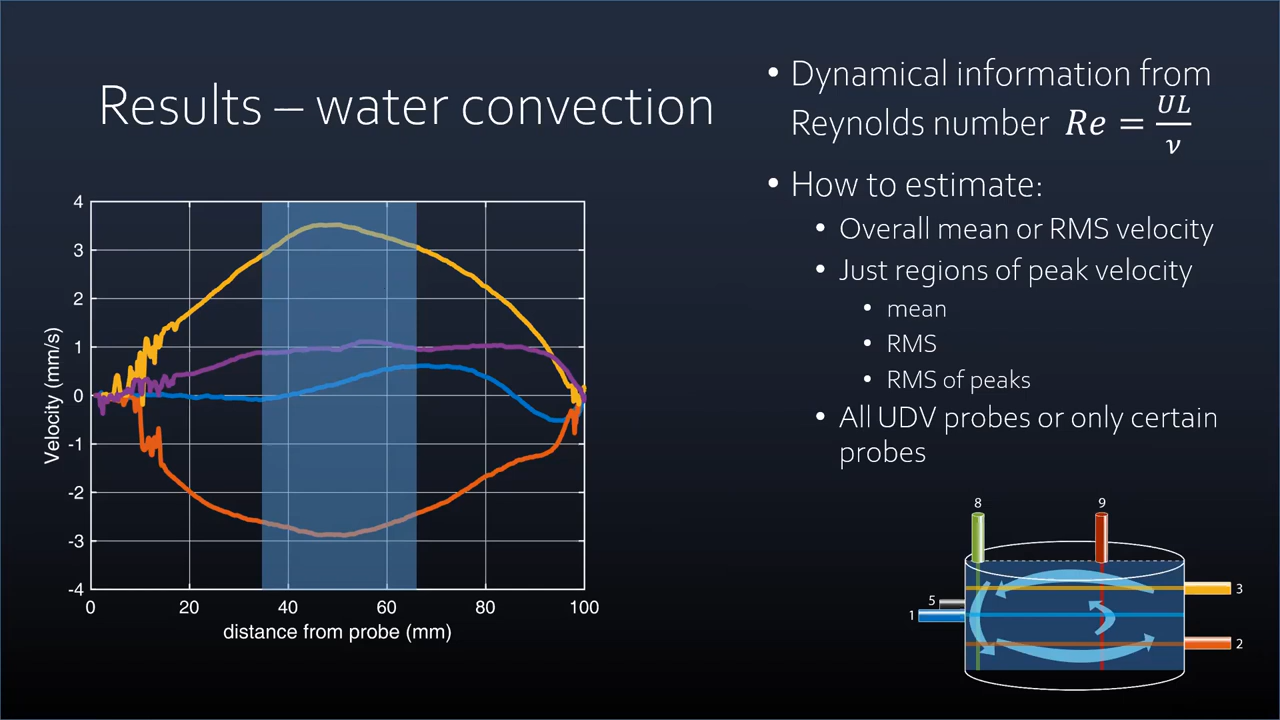 Results – water convection
4
3
2
1
0
-1
-2
-3
-4
Velocity (mm/s)
0 20 40 60 80 100
distance from probe (mm)
• Dynamical information from
Reynolds number Re = UL/ν
• How to estimate:
• Overall mean or RMS velocity
• Just regions of peak velocity
• mean
• RMS
• RMS of peaks
• All UDV probes or only certain
probes
8 9
3
5
1
2